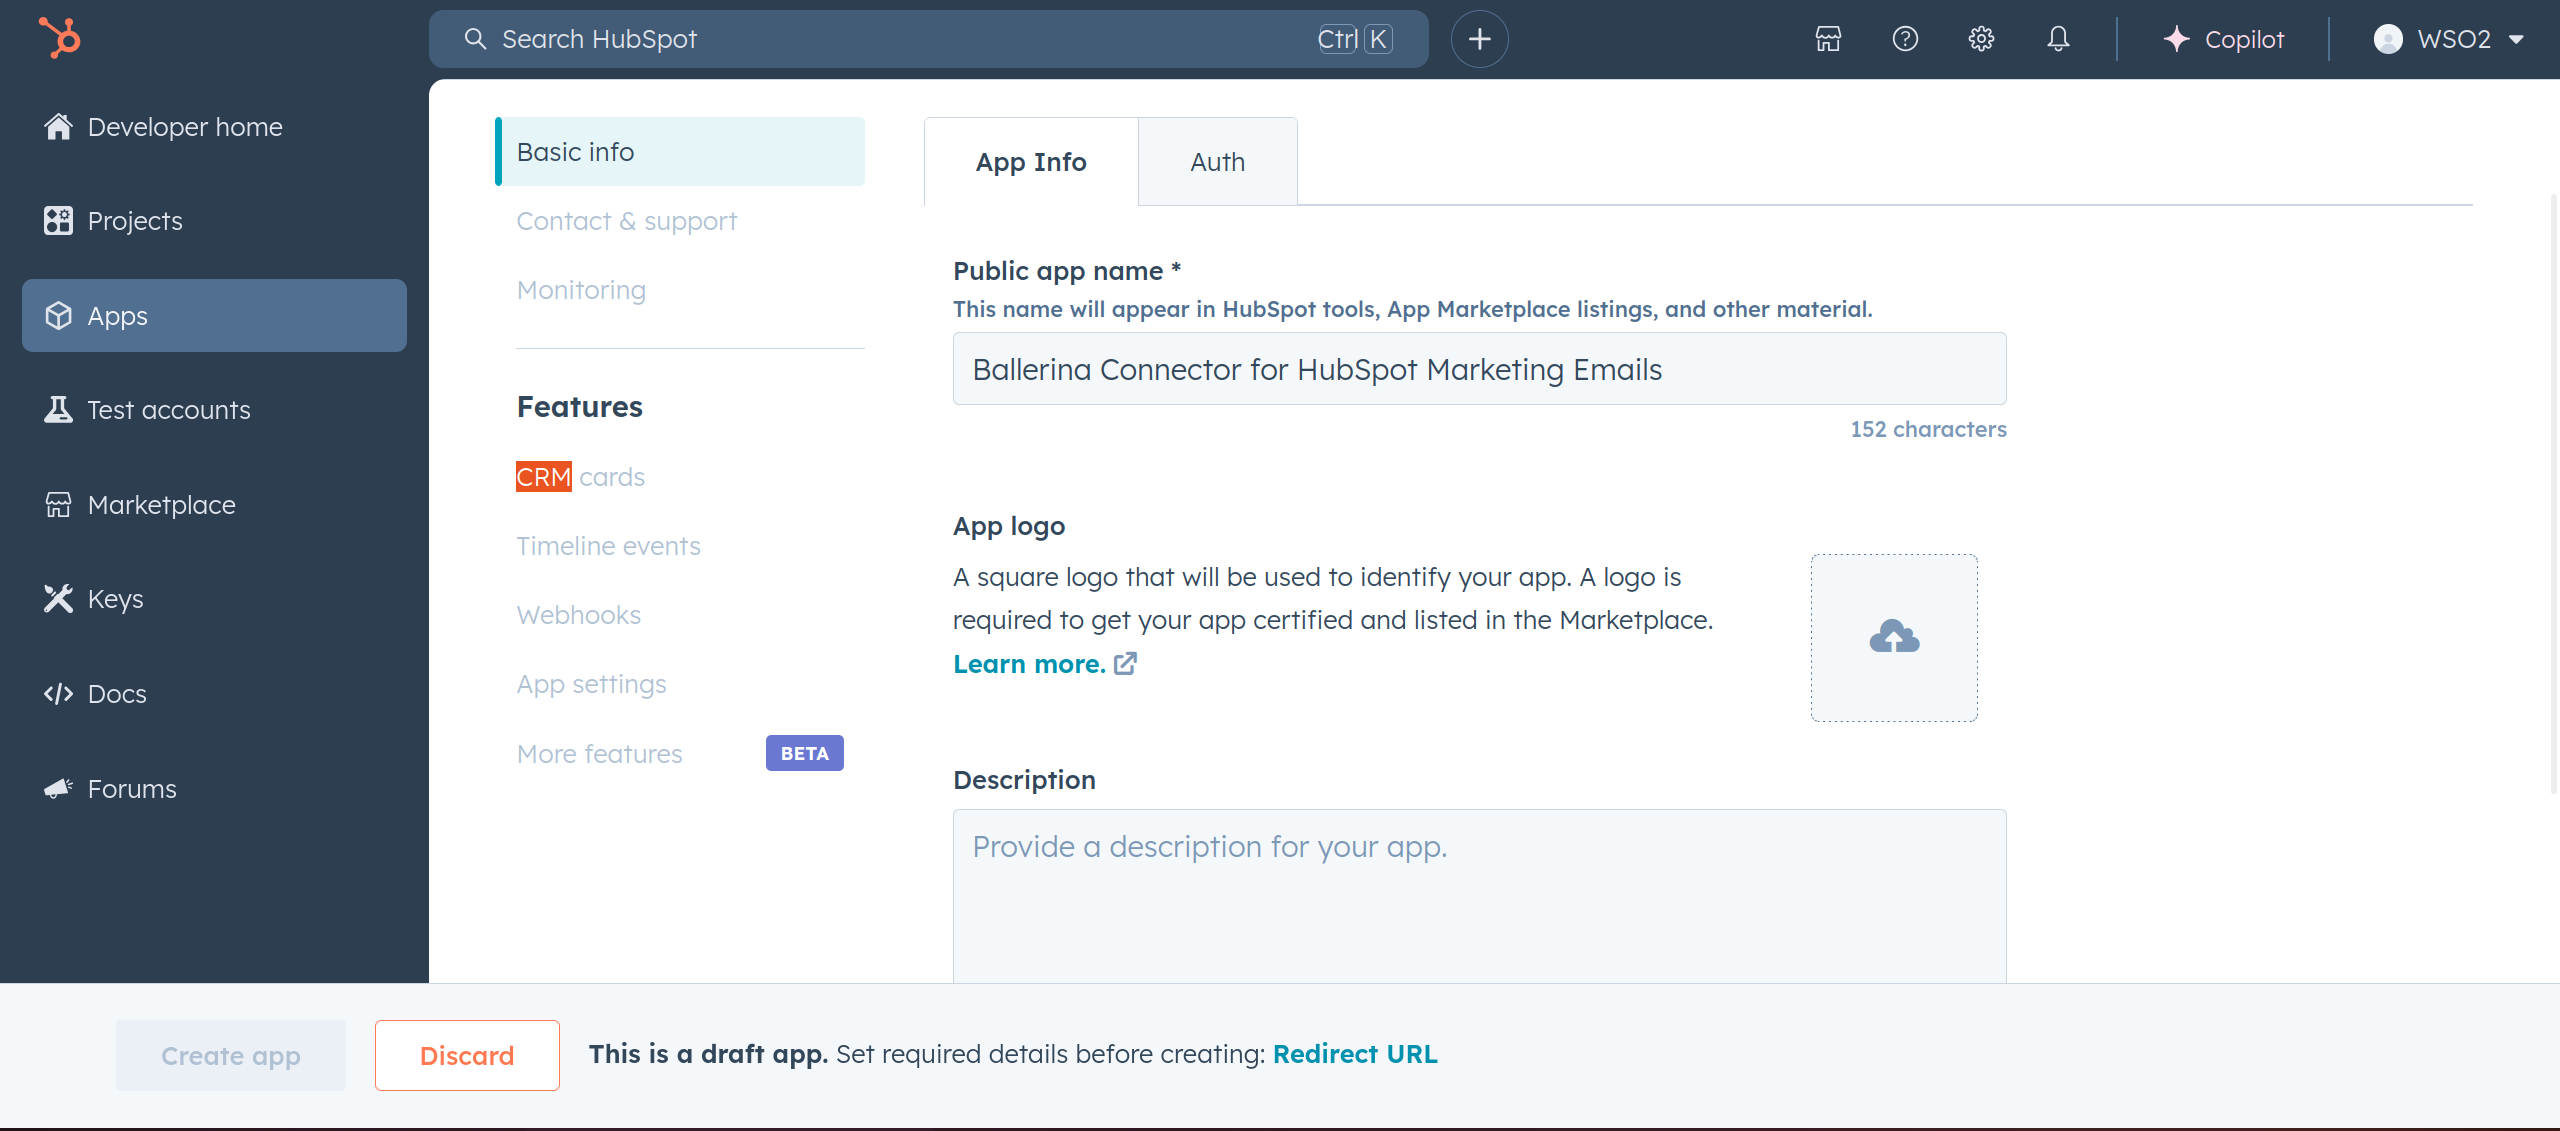 Search HubSpot
Ctrl K
Copilot
WSO2
Developer home
Projects
Apps
Test accounts
Marketplace
Keys
Docs
Forums
Basic info
Contact & support
Monitoring
Features
CRM cards
Timeline events
Webhooks
App settings
More features
BETA
App Info
Auth
Public app name *
This name will appear in HubSpot tools, App Marketplace listings, and other material.
Ballerina Connector for HubSpot Marketing Emails
152 characters
App logo
A square logo that will be used to identify your app. A logo is
required to get your app certified and listed in the Marketplace.
Learn more.
Description
Provide a description for your app.
Create app
Discard
This is a draft app. Set required details before creating: Redirect URL